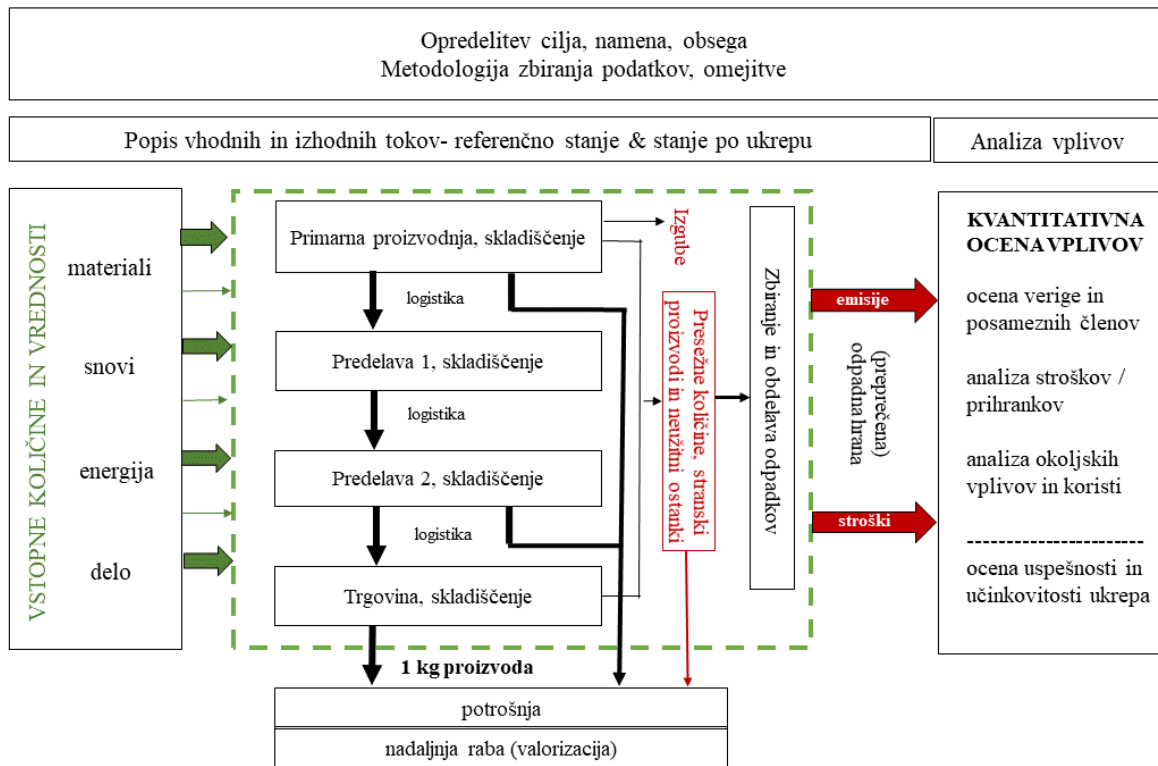 Opredelitev cilja, namena, obsega
Metodologija zbiranja podatkov, omejitve
Popis vhodnih in izhodnih tokov- referenčno stanje & stanje po ukrepu
Analiza vplivov
VSTOPNE KOLIČINE IN VREDNOSTI
materiali
snovi
energija
delo
Primarna proizvodnja, skladiščenje
logistika
Predelava 1, skladiščenje
logistika
Predelava 2, skladiščenje
logistika
Trgovina, skladiščenje
1 kg proizvoda
potrošnja
nadaljnja raba (valorizacija)
Izgube
Presežne količine, stranski
proizvodi in neužitni ostanki
Zbiranje in obdelava odpadkov
emisije
(preprečena)
odpadna hrana
stroški
KVANTITATIVNA
OCENA VPLIVOV
ocena verige in
posameznih členov
analiza stroškov /
prihrankov
analiza okoljskih
vplivov in koristi
ocena uspešnosti in
učinkovitosti ukrepa